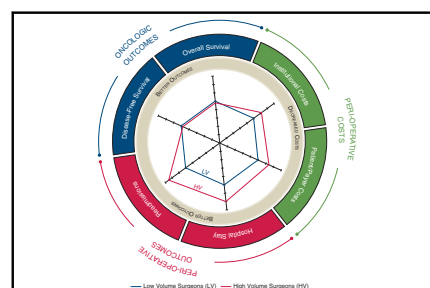 ONCOLOGIC
OUTCOMES
Overall Survival
Institutional Costs
PERI-OPERATIVE
COSTS
Patient/Payer Costs
Hospital Stay
PERI-OPERATIVE
OUTCOMES
Readmissions
Disease-Free Survival
BETTER OUTCOMES
DECREASED COSTS
BETTER OUTCOMES
LV
HV
Low Volume Surgeons (LV)
High Volume Surgeons (HV)